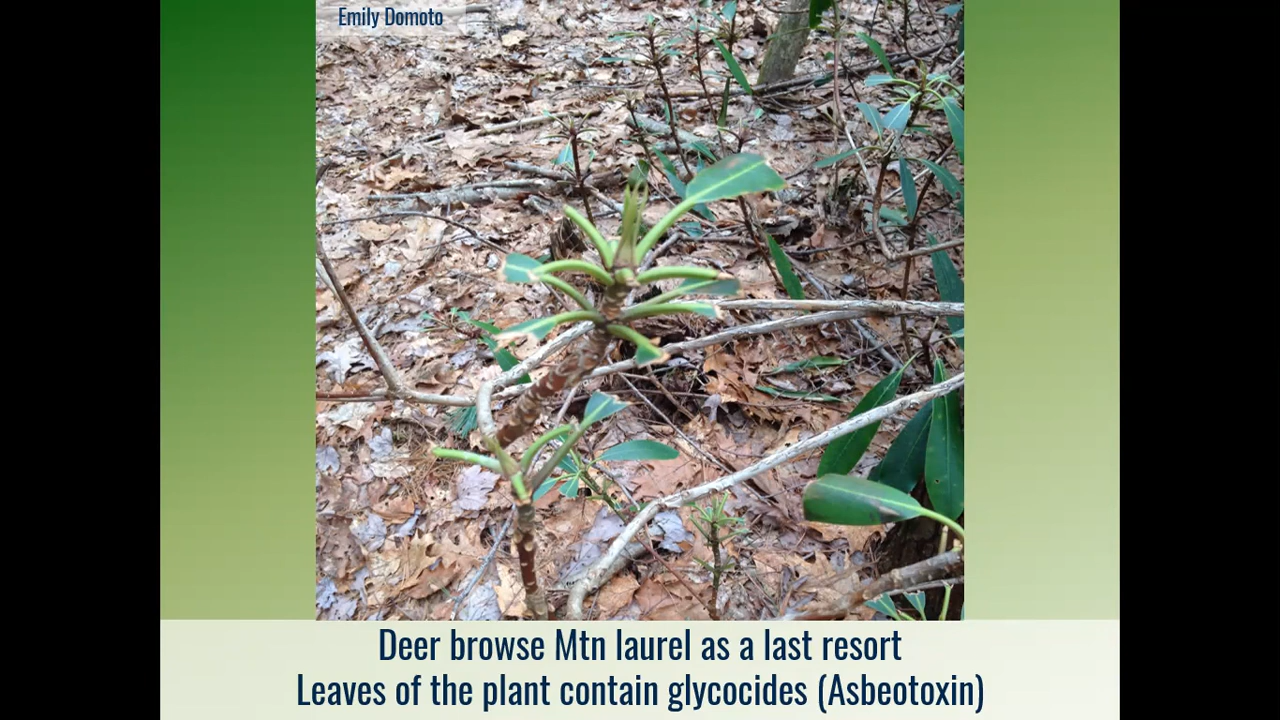 Emily Domoto
Deer browse Mtn laurel as a last resort
Leaves of the plant contain glycocides (Asbeotoxin)